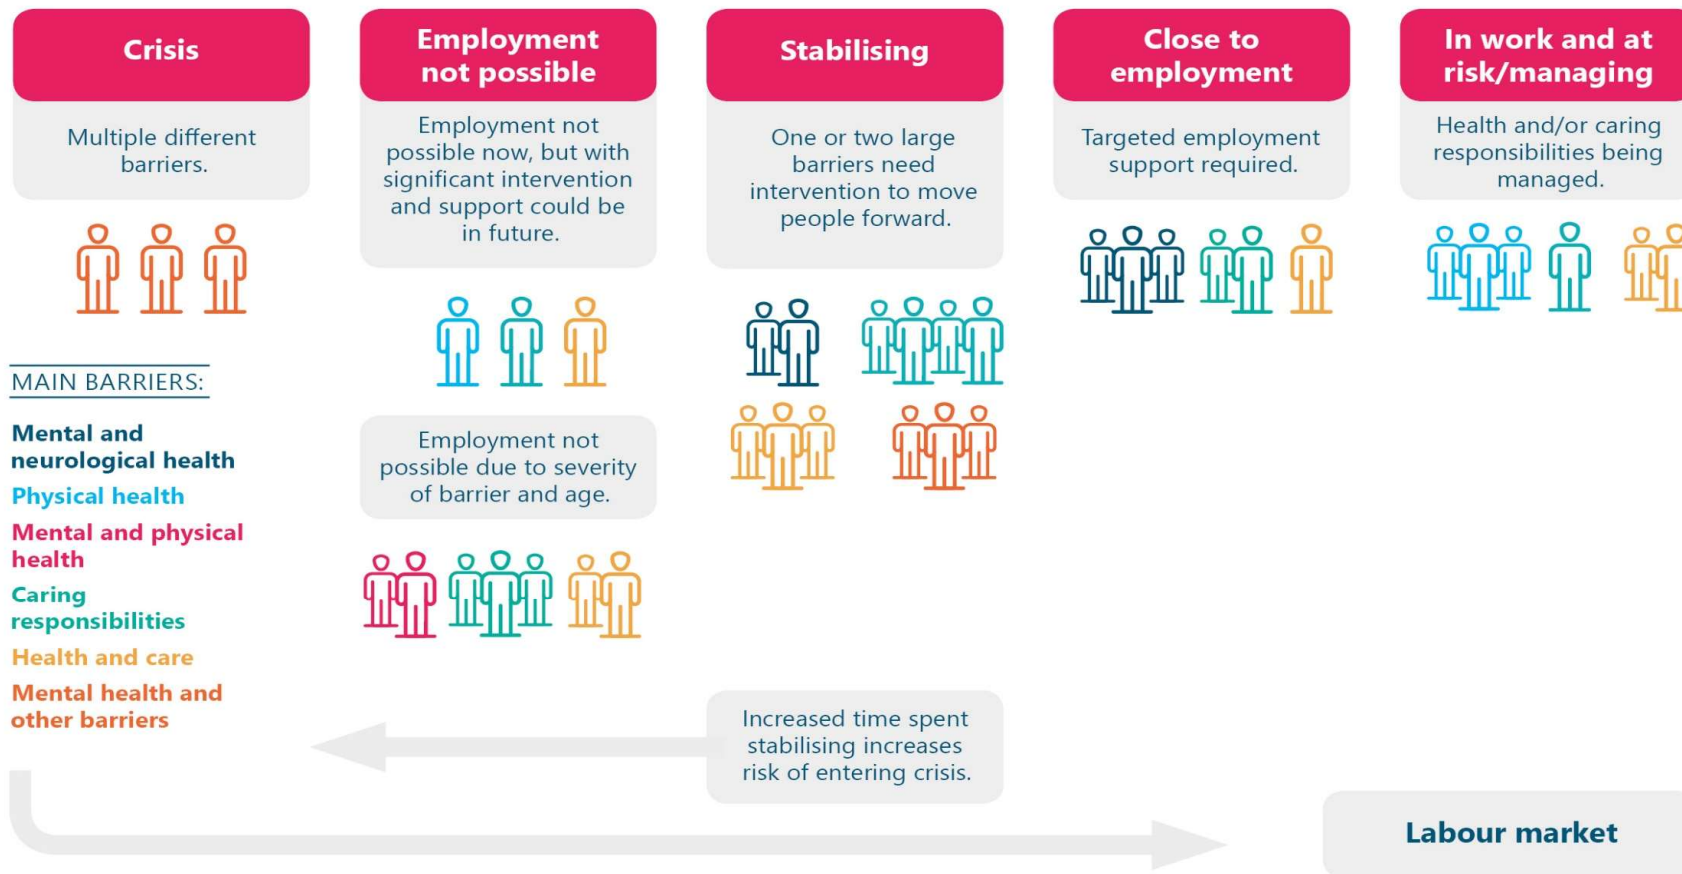 Crisis
Multiple different
barriers.
Employment
not possible
Employment not
possible now, but with
significant intervention
and support could be
in future.
Employment not
possible due to severity
of barrier and age.
Stabilising
One or two large
barriers need
intervention to move
people forward.
Close to
employment
Targeted employment
support required.
In work and at
risk/managing
Health and/or caring
responsibilities being
managed.
MAIN BARRIERS:
Mental and
neurological health
Physical health
Mental and physical
health
Caring
responsibilities
Health and care
Mental health and
other barriers
Increased time spent
stabilising increases
risk of entering crisis.
Labour market